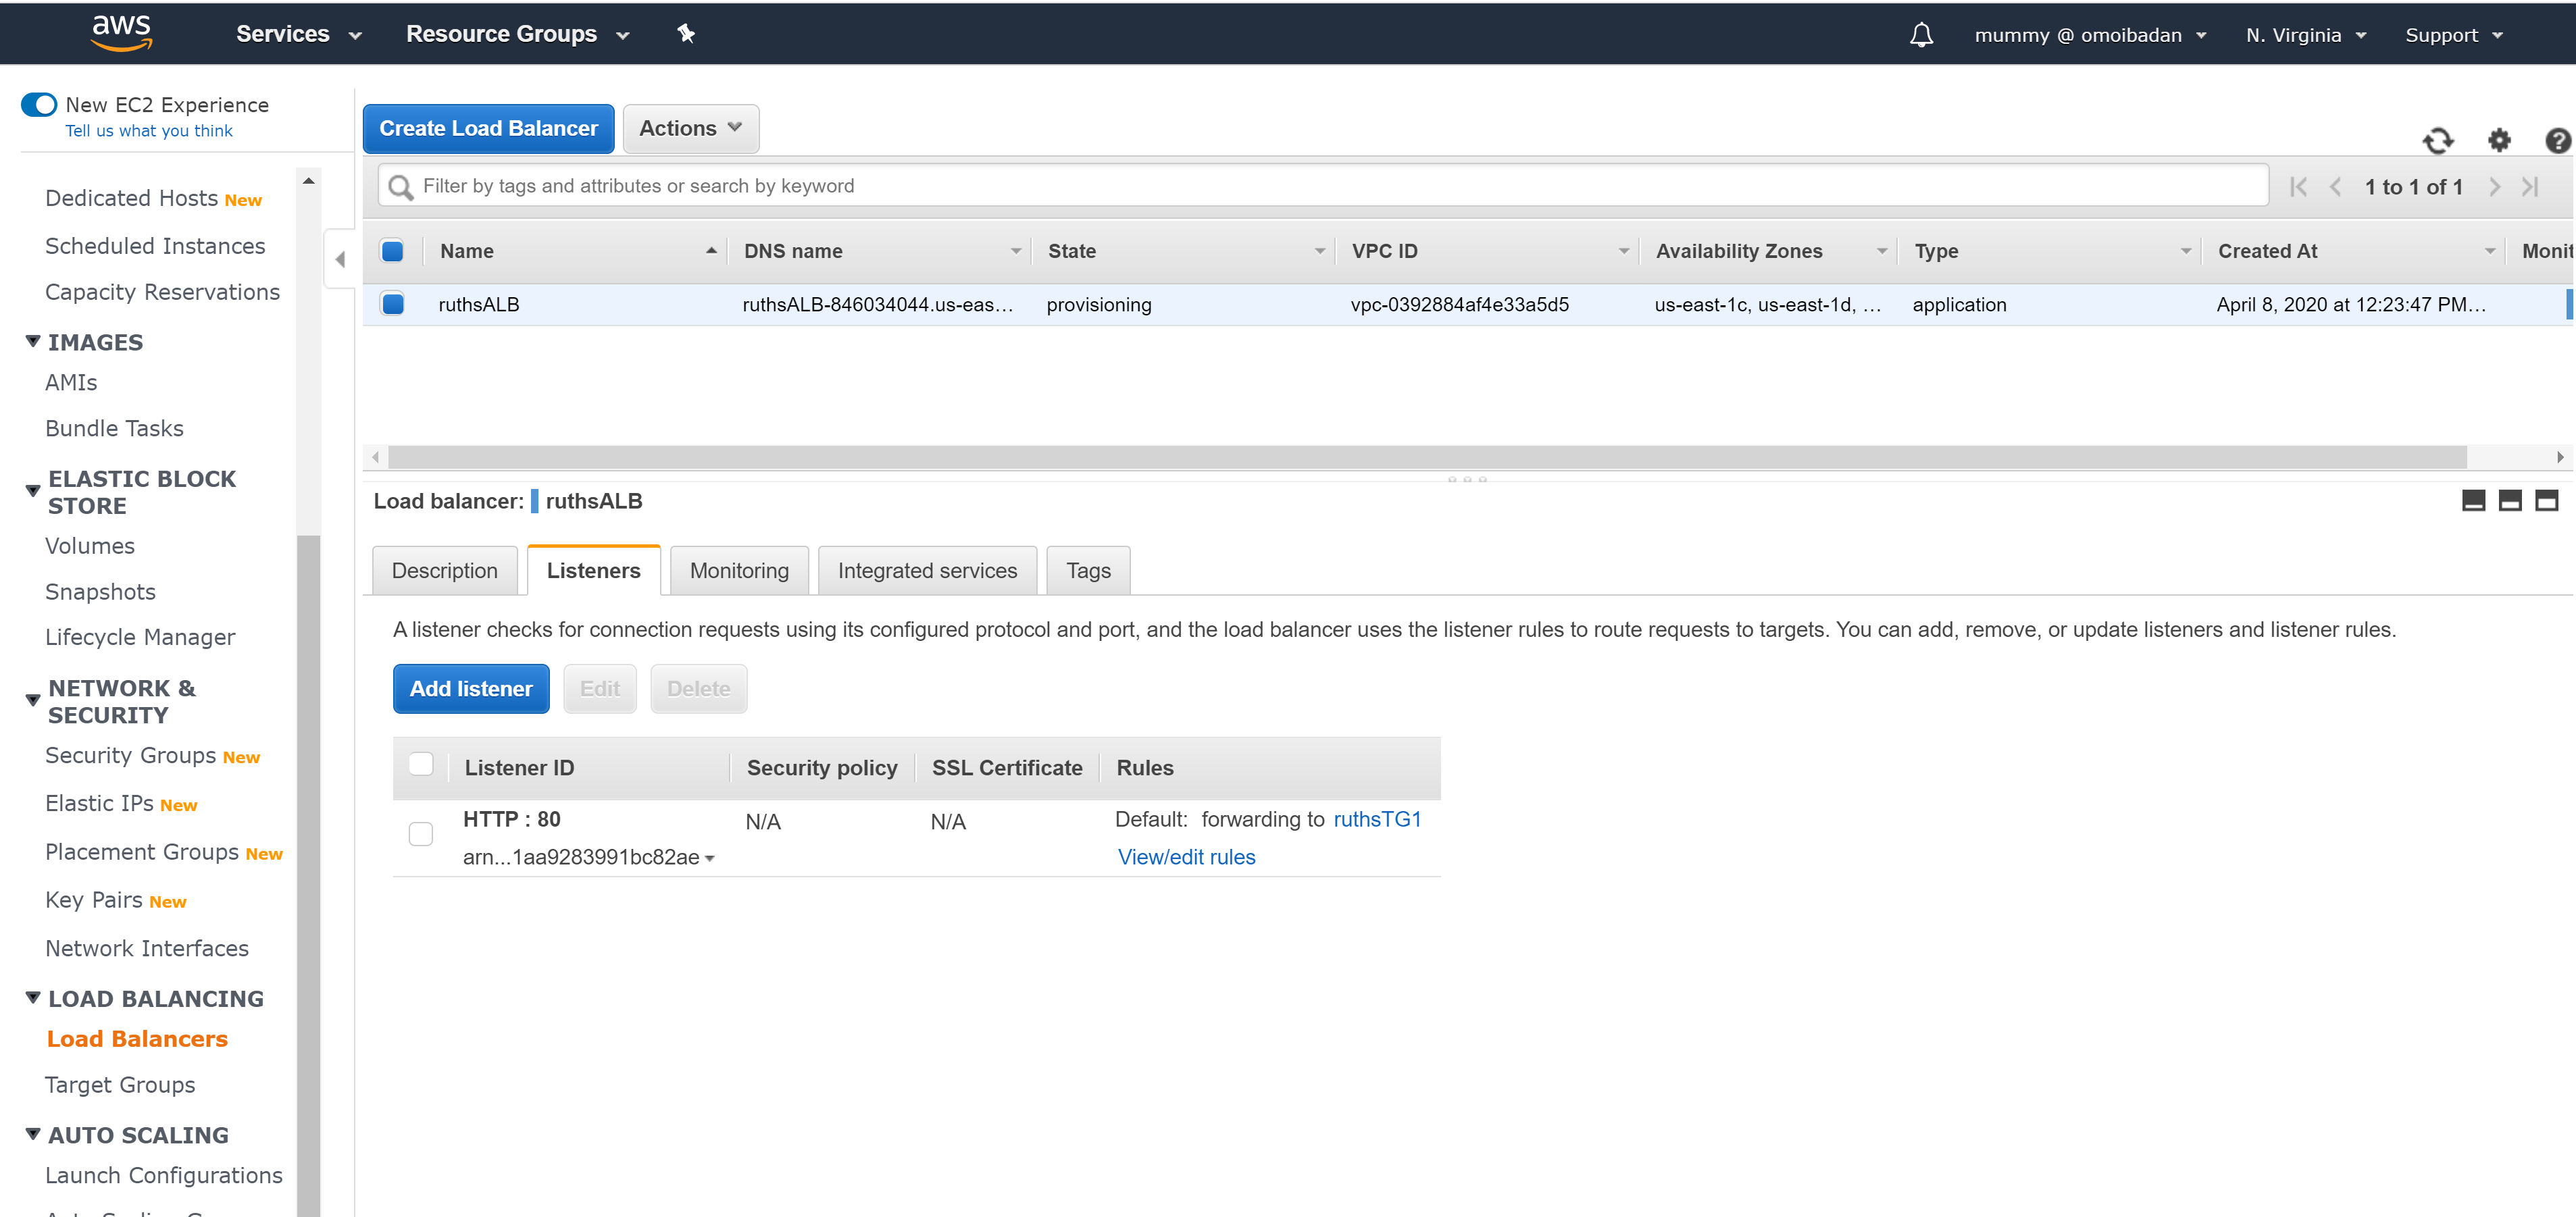 aws Services Resource Groups mummy @ omoibadan N. Virginia Support
New EC2 Experience
Tell us what you think
Dedicated Hosts New
Scheduled Instances
Capacity Reservations
IMAGES
AMIs
Bundle Tasks
ELASTIC BLOCK
STORE
Volumes
Snapshots
Lifecycle Manager
NETWORK &
SECURITY
Security Groups New
Elastic IPs New
Placement Groups New
Key Pairs New
Network Interfaces
LOAD BALANCING
Load Balancers
Target Groups
AUTO SCALING
Launch Configurations
Create Load Balancer Actions
Filter by tags and attributes or search by keyword 1 to 1 of 1
Name DNS name State VPC ID Availability Zones Type Created At Monit
ruthsALB ruthsALB-846034044.us-eas... provisioning vpc-0392884af4e33a5d5 us-east-1c, us-east-1d, ... application April 8, 2020 at 12:23:47 PM...
Load balancer: ruthsALB
Description Listeners Monitoring Integrated services Tags
A listener checks for connection requests using its configured protocol and port, and the load balancer uses the listener rules to route requests to targets. You can add, remove, or update listeners and listener rules.
Add listener Edit Delete
Listener ID Security policy SSL Certificate Rules
HTTP : 80 N/A N/A Default: forwarding to ruthsTG1
arn...1aa9283991bc82ae View/edit rules